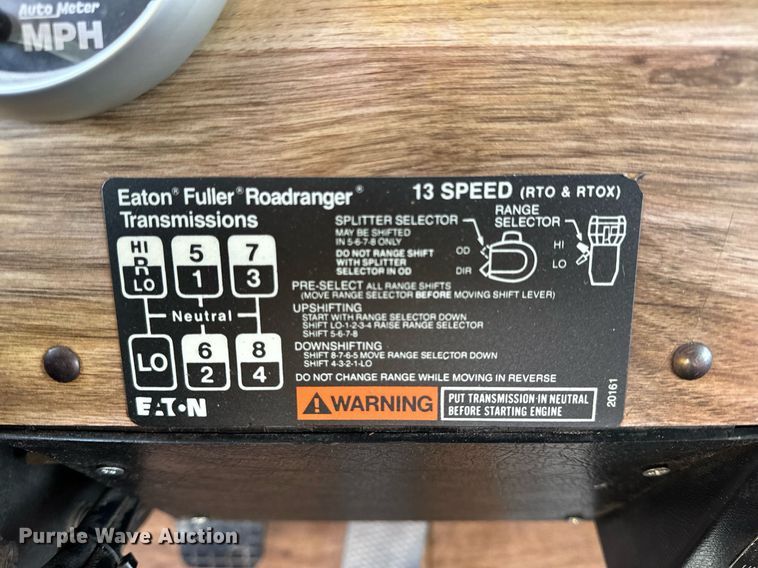 Auto Meter
MPH
Eaton® Fuller® Roadranger®
Transmissions
13 SPEED (RTO & RTOX)
HI
R
LO
5
1
7
3
Neutral
LO
6
2
8
4
EATON
SPLITTER SELECTOR
MAY BE SHIFTED
IN 5-6-7-8 ONLY
DO NOT RANGE SHIFT
WITH SPLITTER
SELECTOR IN OD
OD
DIR
RANGE
SELECTOR
HI
LO
PRE-SELECT ALL RANGE SHIFTS
(MOVE RANGE SELECTOR BEFORE MOVING SHIFT LEVER)
UPSHIFTING
START WITH RANGE SELECTOR DOWN
SHIFT LO-1-2-3-4 RAISE RANGE SELECTOR
SHIFT 5-6-7-8
DOWNSHIFTING
SHIFT 8-7-6-5 MOVE RANGE SELECTOR DOWN
SHIFT 4-3-2-1-LO
DO NOT CHANGE RANGE WHILE MOVING IN REVERSE
WARNING
PUT TRANSMISSION IN NEUTRAL
BEFORE STARTING ENGINE
20161
Purple Wave Auction